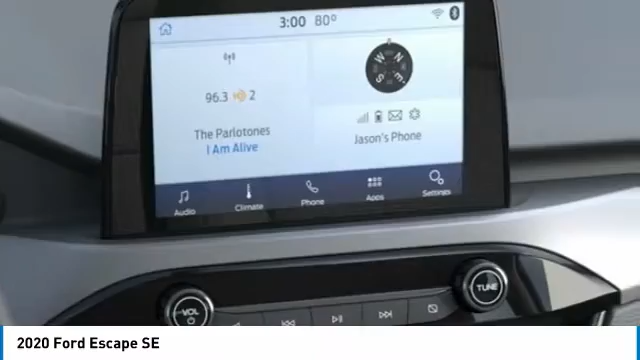 3:00 80°
96.3 2
The Parlotones
I Am Alive
W N S E
Jason's Phone
Audio Climate Phone Apps Settings
VOL
TUNE
2020 Ford Escape SE